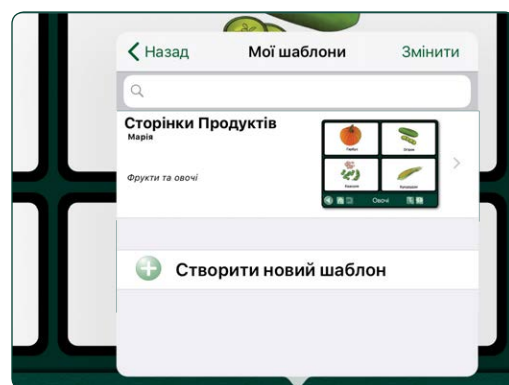 Назад
Мої шаблони
Змінити
Сторінки Продуктів
Марія
Фрукти та овочі
Овочі
Створити новий шаблон